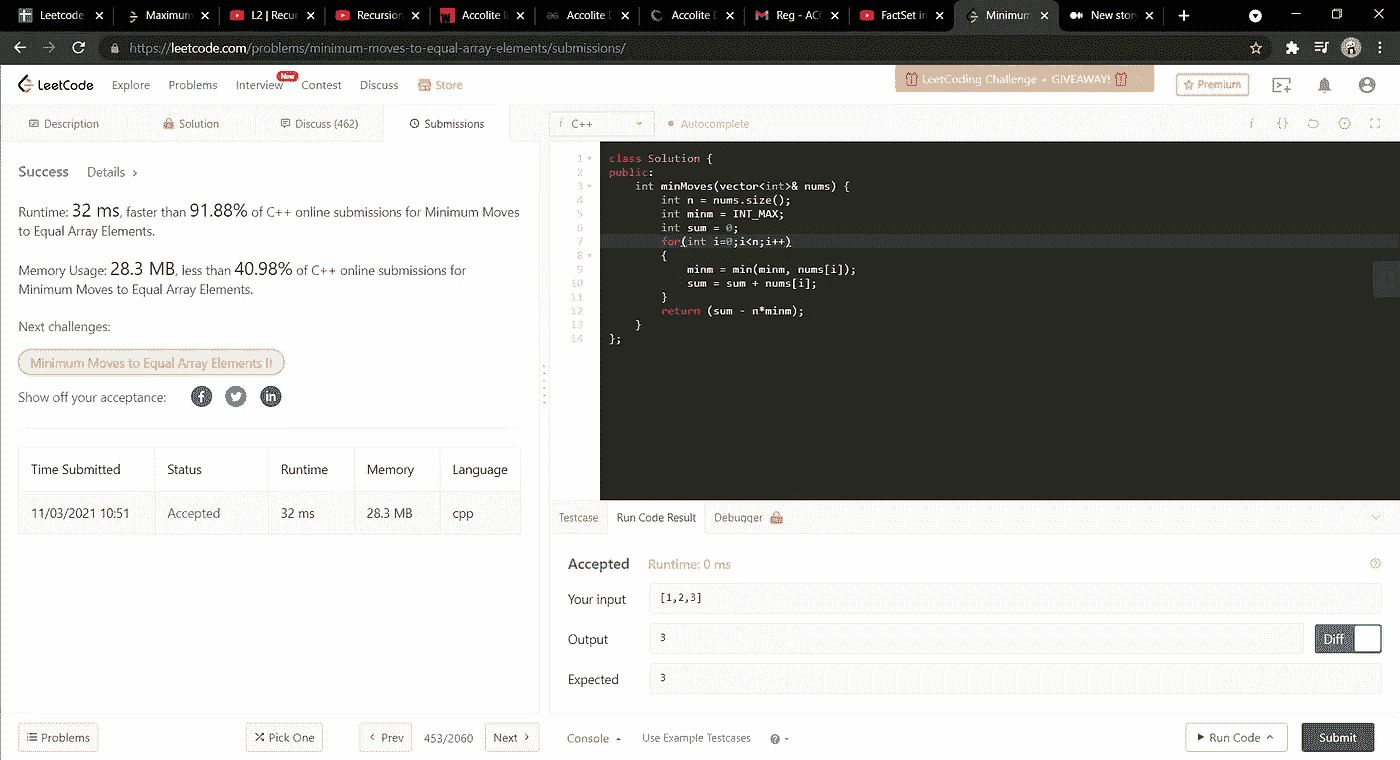 Leetcode
Maximum
L2 | Recur
Recursion
Accolite I
Accolite D
Accolite D
Reg - ACC
FactSet in
Minimum
New story
https://leetcode.com/problems/minimum-moves-to-equal-array-elements/submissions/
LeetCode
Explore
Problems
Interview
New
Contest
Discuss
Store
LeetCoding Challenge + GIVEAWAY!
Premium
Description
Solution
Discuss (462)
Submissions
i C++
Autocomplete
Success Details >
Runtime: 32 ms, faster than 91.88% of C++ online submissions for Minimum Moves
to Equal Array Elements.
Memory Usage: 28.3 MB, less than 40.98% of C++ online submissions for
Minimum Moves to Equal Array Elements.
Next challenges:
Minimum Moves to Equal Array Elements II
Show off your acceptance:
Time Submitted Status Runtime Memory Language
11/03/2021 10:51 Accepted 32 ms 28.3 MB cpp
1 class Solution {
2 public:
3     int minMoves(vector<int>& nums) {
4         int n = nums.size();
5         int minm = INT_MAX;
6         int sum = 0;
7         for(int i=0;i<n;i++)
8         {
9             minm = min(minm, nums[i]);
10             sum = sum + nums[i];
11         }
12         return (sum - n*minm);
13     }
14 };
Testcase Run Code Result Debugger
Accepted Runtime: 0 ms
Your input [1,2,3]
Output 3
Diff
Expected 3
Problems
Pick One
< Prev
453/2060
Next >
Console
Use Example Testcases
Run Code
Submit